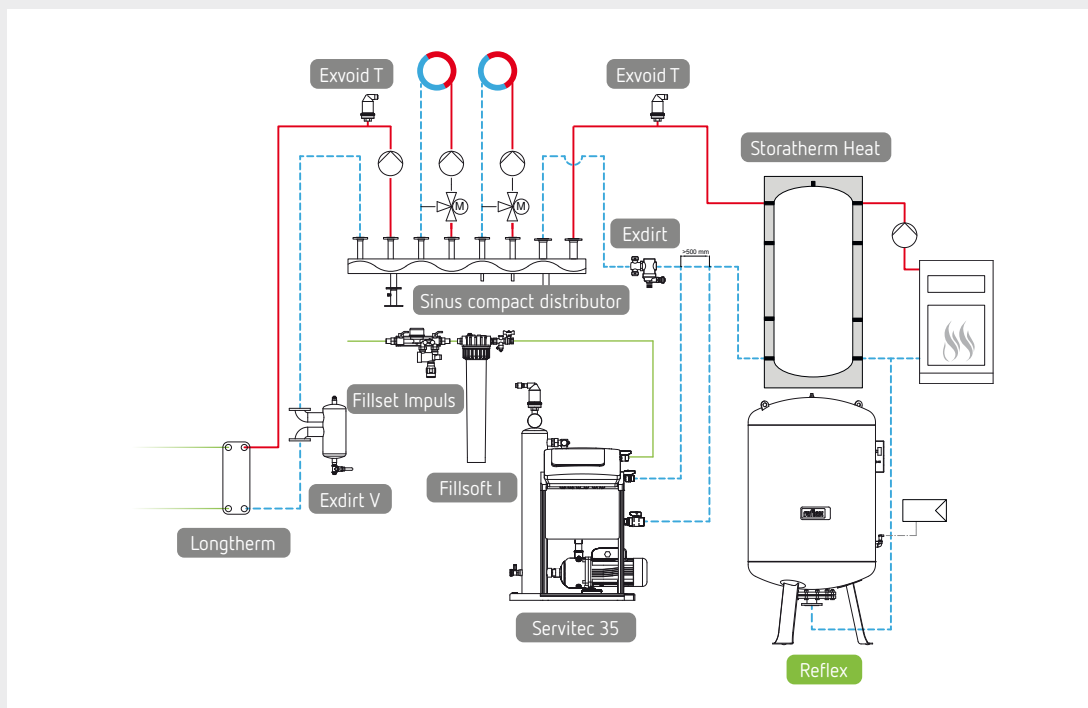 Exvoid T
Exvoid T
Storatherm Heat
M
M
Exdirt
>500 mm
Sinus compact distributor
Fillset Impuls
Fillsoft I
Exdirt V
Longtherm
reflex
Servitec 35
Reflex